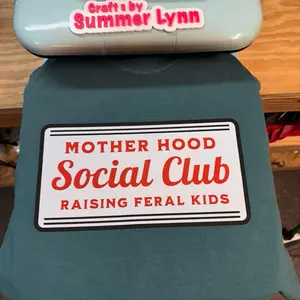 Crafts by
Summer Lynn
MOTHER HOOD
Social Club
RAISING FERAL KIDS